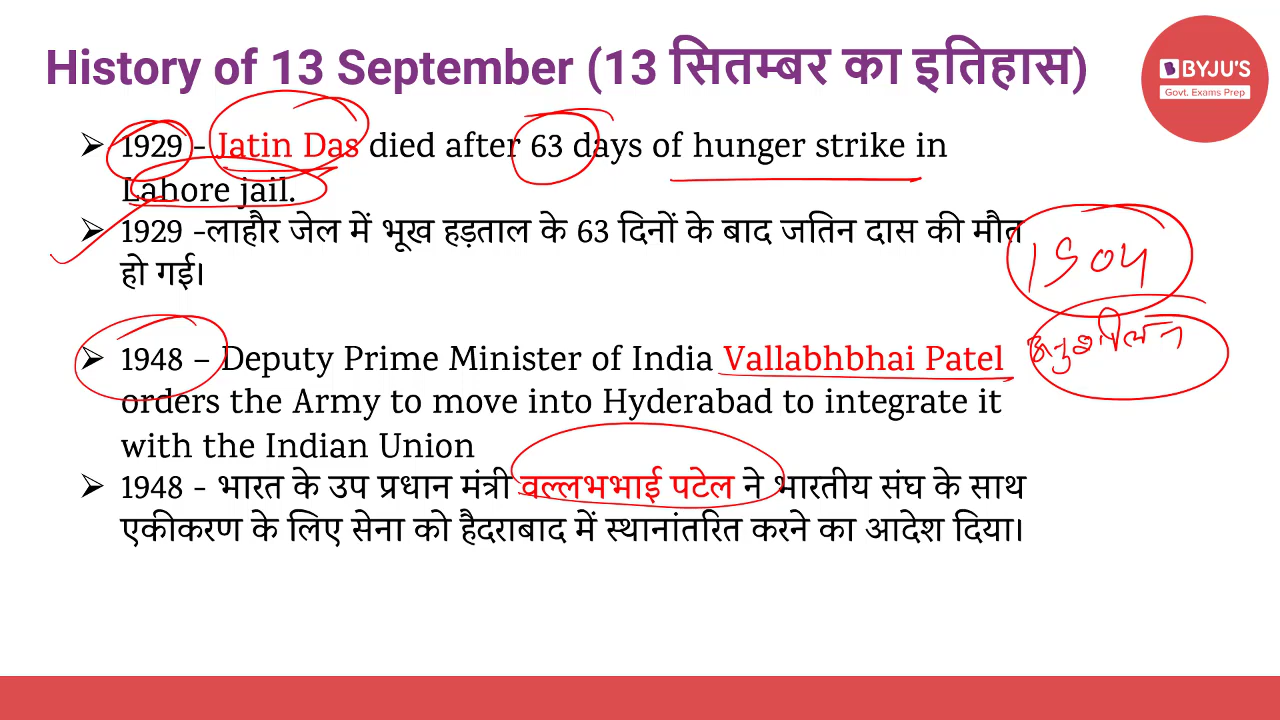 History of 13 September (13 सितम्बर का इतिहास)
BYJU'S
Govt. Exams Prep
➢ 1929 - Jatin Das died after 63 days of hunger strike in
Lahore jail.
➢ 1929 -लाहौर जेल में भूख हड़ताल के 63 दिनों के बाद जतिन दास की मौत
हो गई।
1904
अनुशीलन
➢ 1948 – Deputy Prime Minister of India Vallabhbhai Patel
orders the Army to move into Hyderabad to integrate it
with the Indian Union
➢ 1948 - भारत के उप प्रधान मंत्री वल्लभभाई पटेल ने भारतीय संघ के साथ
एकीकरण के लिए सेना को हैदराबाद में स्थानांतरित करने का आदेश दिया।